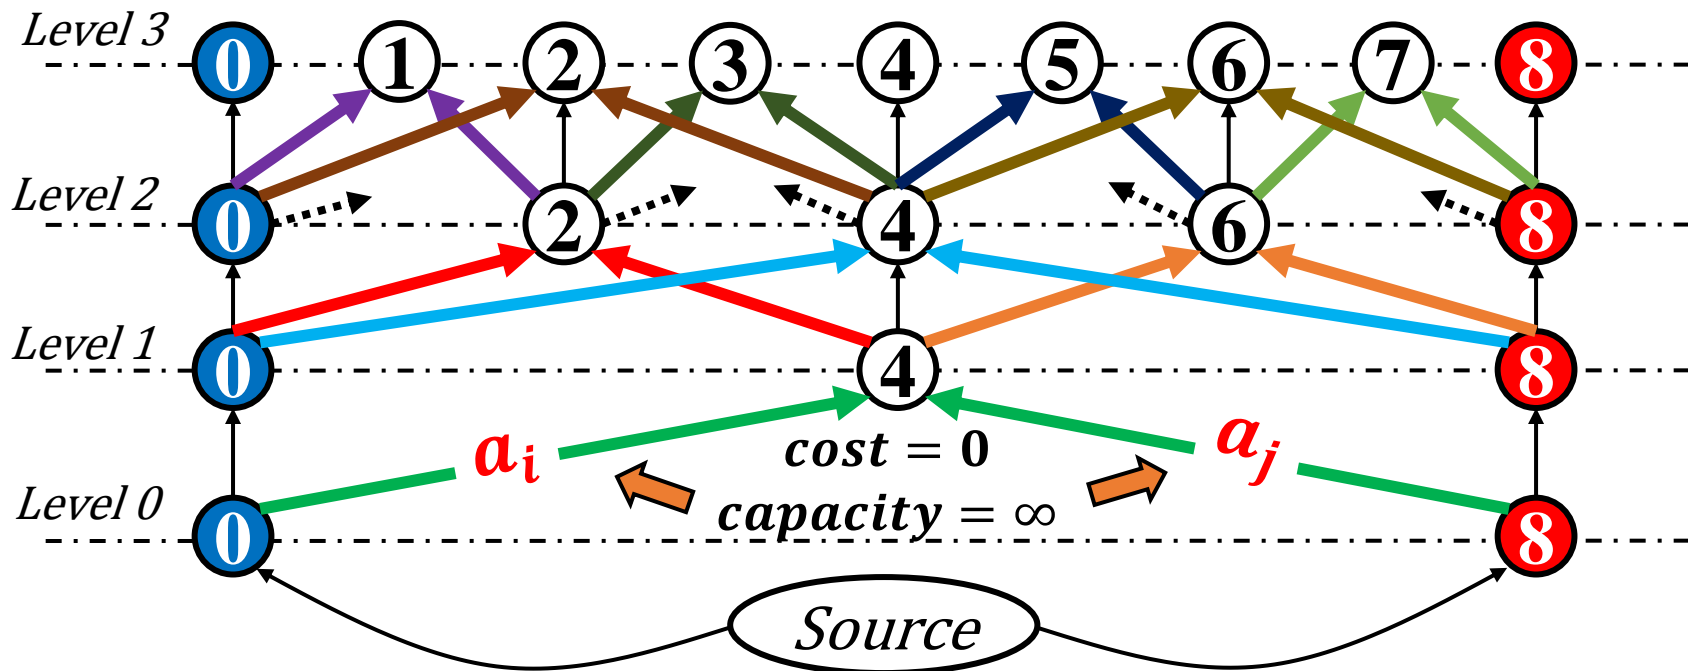 Level 3 0 1 2 3 4 5 6 7 8
Level 2 0 2 4 6 8
Level 1 0 4 8
a_i cost = 0 a_j
capacity = ∞
Level 0 0 8
Source